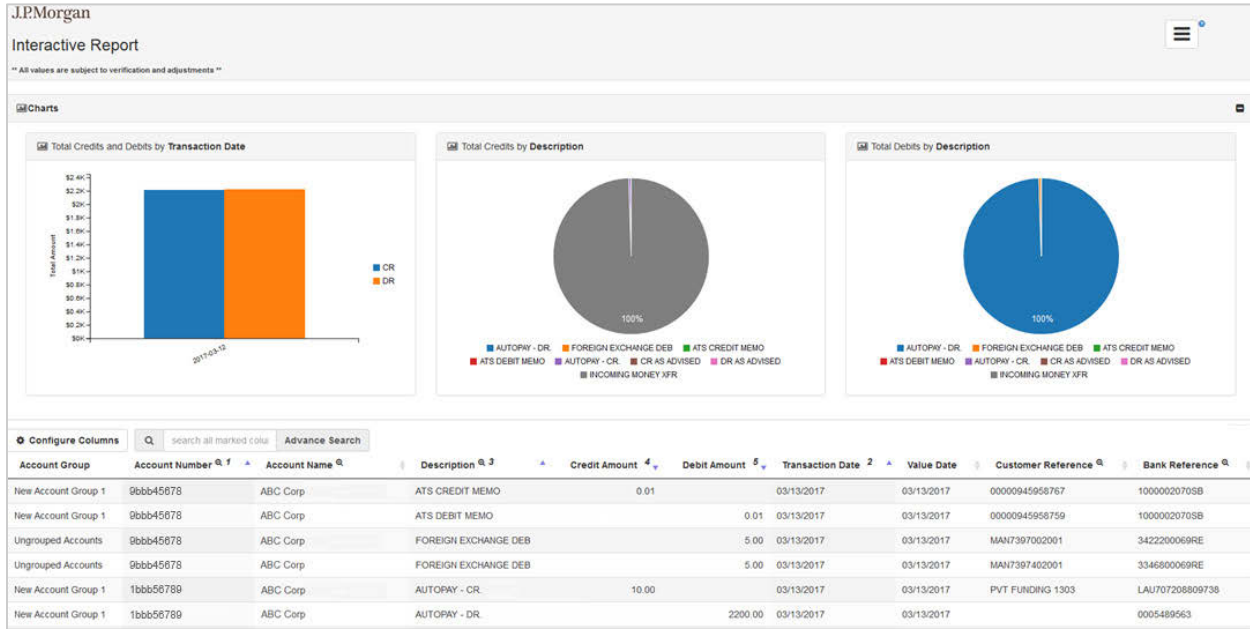 J.P.Morgan
Interactive Report
** All values are subject to verification and adjustments **
Charts
Total Credits and Debits by Transaction Date
Total Credits by Description
Total Debits by Description
Total Amount
$2.4K
$2.2K
$2K
$1.8K
$1.6K
$1.4K
$1.2K
$1K
$0.8K
$0.6K
$0.4K
$0.2K
$0K
2017-03-12
CR
DR
100%
AUTOPAY - DR. FOREIGN EXCHANGE DEB ATS CREDIT MEMO
ATS DEBIT MEMO AUTOPAY - CR. CR AS ADVISED DR AS ADVISED
INCOMING MONEY XFR
100%
AUTOPAY - DR. FOREIGN EXCHANGE DEB ATS CREDIT MEMO
ATS DEBIT MEMO AUTOPAY - CR. CR AS ADVISED DR AS ADVISED
INCOMING MONEY XFR
Configure Columns search all marked colu Advance Search
Account Group Account Number 1 Account Name Description 3 Credit Amount 4 Debit Amount 5 Transaction Date 2 Value Date Customer Reference Bank Reference
New Account Group 1 9bbb45678 ABC Corp ATS CREDIT MEMO 0.01 03/13/2017 03/13/2017 00000945958767 1000002070SB
New Account Group 1 9bbb45678 ABC Corp ATS DEBIT MEMO 0.01 03/13/2017 03/13/2017 00000945958759 1000002070SB
Ungrouped Accounts 9bbb45678 ABC Corp FOREIGN EXCHANGE DEB 5.00 03/13/2017 03/13/2017 MAN7397002001 3422200069RE
Ungrouped Accounts 9bbb45678 ABC Corp FOREIGN EXCHANGE DEB 5.00 03/13/2017 03/13/2017 MAN7397402001 3346800069RE
New Account Group 1 1bbb56789 ABC Corp AUTOPAY - CR. 10.00 03/13/2017 03/13/2017 PVT FUNDING 1303 LAU707208809738
New Account Group 1 1bbb56789 ABC Corp AUTOPAY - DR. 2200.00 03/13/2017 03/13/2017 0005489563